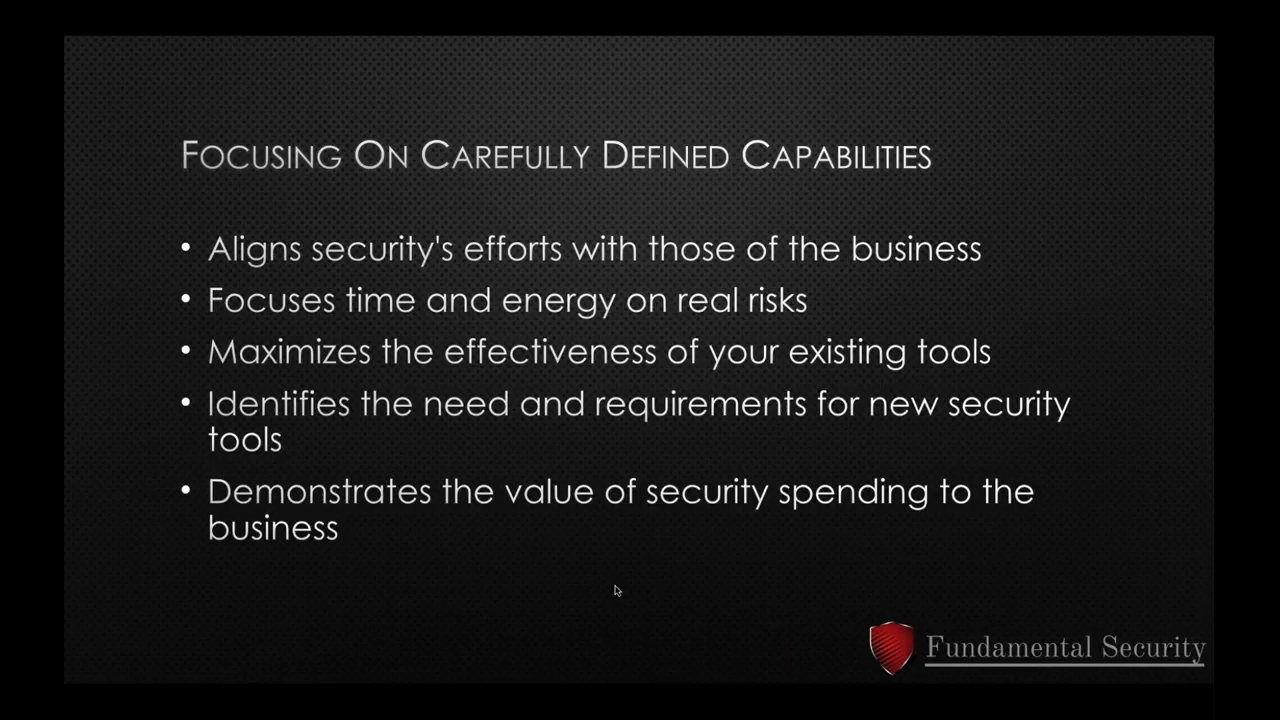 FOCUSING ON CAREFULLY DEFINED CAPABILITIES
• Aligns security's efforts with those of the business
• Focuses time and energy on real risks
• Maximizes the effectiveness of your existing tools
• Identifies the need and requirements for new security
tools
• Demonstrates the value of security spending to the
business
Fundamental Security